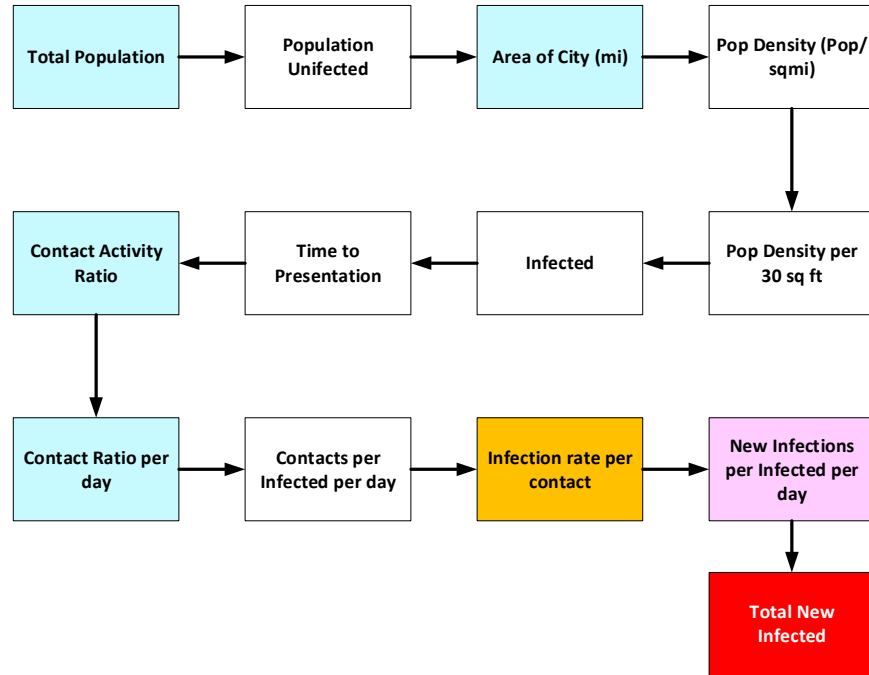 Total Population
Population
Unifected
Area of City (mi)
Pop Density (Pop/
sqmi)
Contact Activity
Ratio
Time to
Presentation
Infected
Pop Density per
30 sq ft
Contact Ratio per
day
Contacts per
Infected per day
Infection rate per
contact
New Infections
per Infected per
day
Total New
Infected